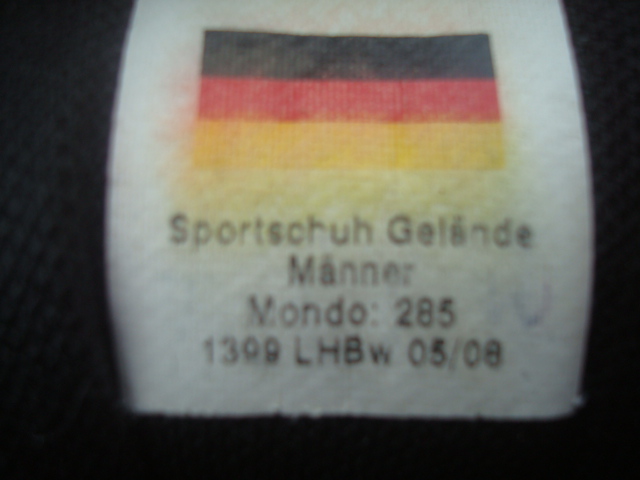 Sportschuh Gelände
Männer
Mondo: 285
1399 LHBw 05/08